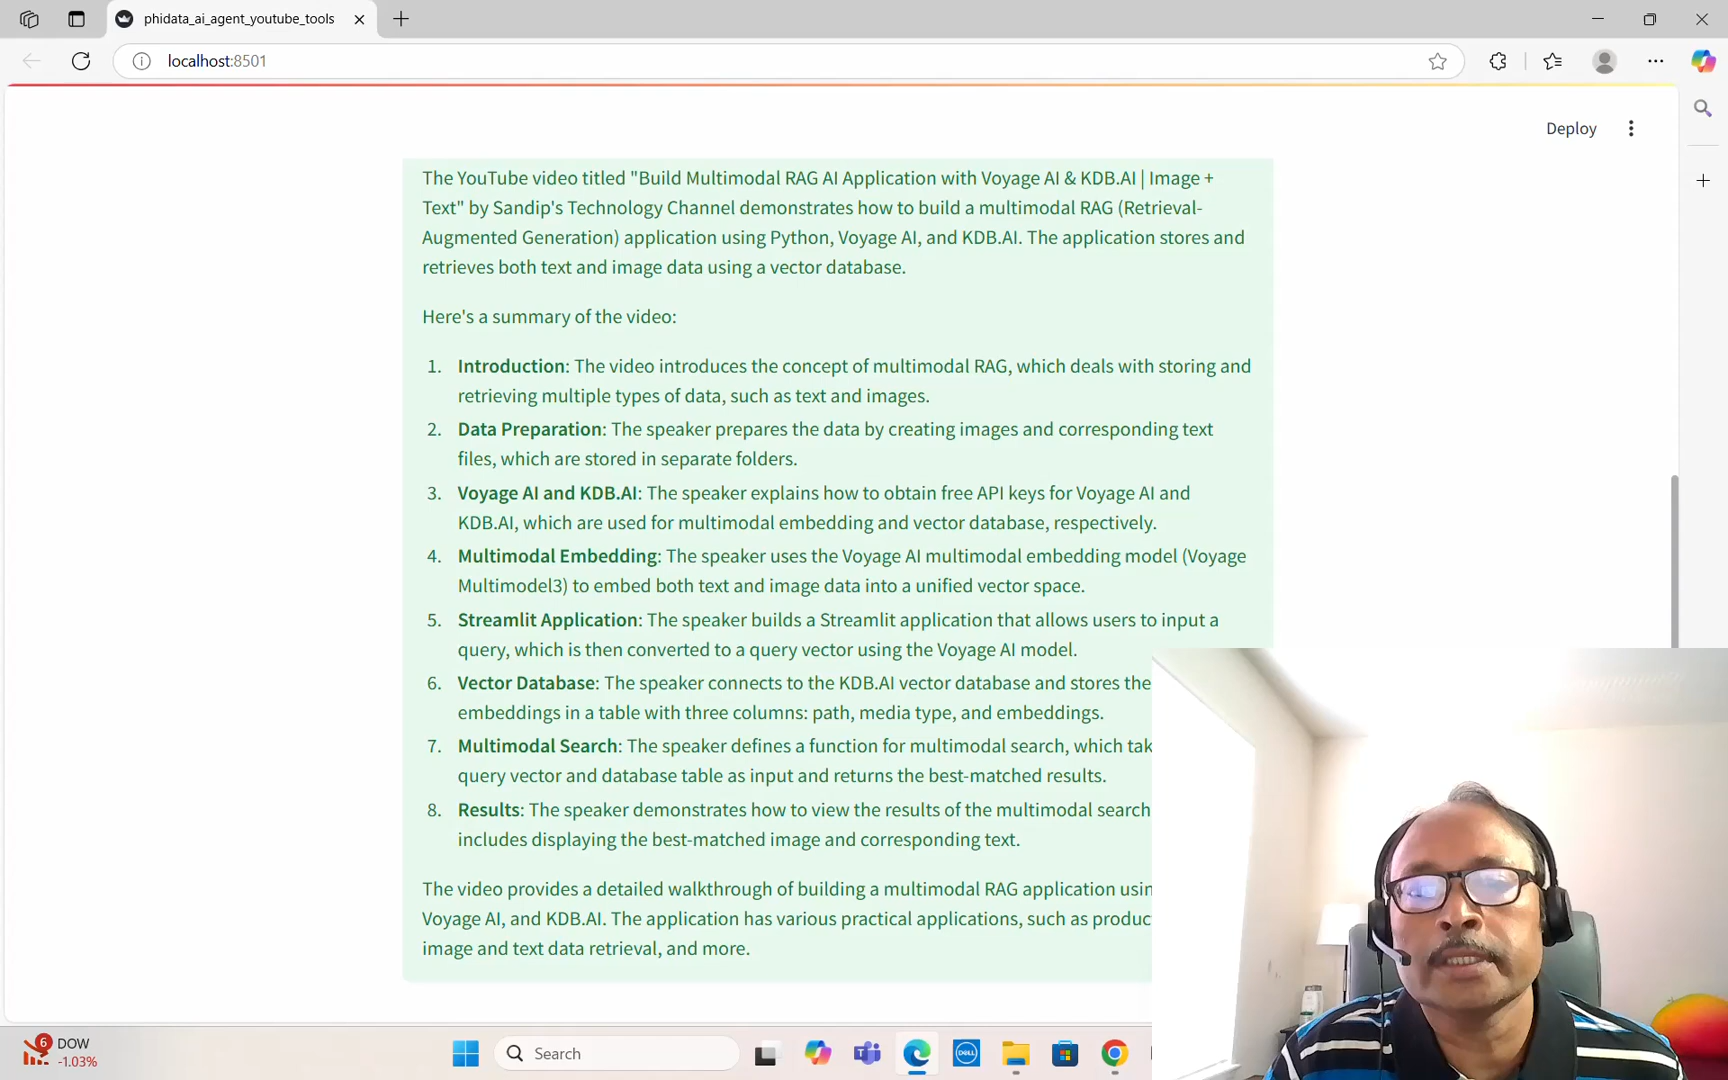 phidata_ai_agent_youtube_tools
localhost:8501
Deploy
The YouTube video titled "Build Multimodal RAG AI Application with Voyage AI & KDB.AI | Image +
Text" by Sandip's Technology Channel demonstrates how to build a multimodal RAG (Retrieval-
Augmented Generation) application using Python, Voyage AI, and KDB.AI. The application stores and
retrieves both text and image data using a vector database.
Here's a summary of the video:
1. Introduction: The video introduces the concept of multimodal RAG, which deals with storing and
retrieving multiple types of data, such as text and images.
2. Data Preparation: The speaker prepares the data by creating images and corresponding text
files, which are stored in separate folders.
3. Voyage AI and KDB.AI: The speaker explains how to obtain free API keys for Voyage AI and
KDB.AI, which are used for multimodal embedding and vector database, respectively.
4. Multimodal Embedding: The speaker uses the Voyage AI multimodal embedding model (Voyage
Multimodel3) to embed both text and image data into a unified vector space.
5. Streamlit Application: The speaker builds a Streamlit application that allows users to input a
query, which is then converted to a query vector using the Voyage AI model.
6. Vector Database: The speaker connects to the KDB.AI vector database and stores the
embeddings in a table with three columns: path, media type, and embeddings.
7. Multimodal Search: The speaker defines a function for multimodal search, which tak
query vector and database table as input and returns the best-matched results.
8. Results: The speaker demonstrates how to view the results of the multimodal search
includes displaying the best-matched image and corresponding text.
The video provides a detailed walkthrough of building a multimodal RAG application usin
Voyage AI, and KDB.AI. The application has various practical applications, such as produc
image and text data retrieval, and more.
6
DOW
-1.03%
Search
DELL